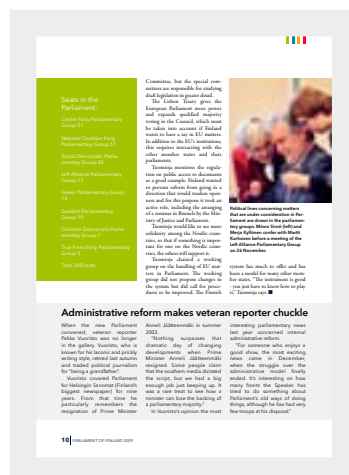 Seats in the
Parliament:
Centre Party Parliamentary
Group 51
National Coalition Party
Parliamentary Group 51
Social Democratic Parlia-
mentary Group 45
Left Alliance Parliamentary
Group 17
Green Parliamentary Group
14
Swedish Parliamentary
Group 10
Christian Democratic Parlia-
mentary Group 7
True Finns Party Parliamentary
Group 5
Total 200 seats
Committee, but the special com-
mittees are responsible for studying
draft legislation in greater detail.
The Lisbon Treaty gives the
European Parliament more power
and expands qualified majority
voting in the Council, which must
be taken into account if Finland
wants to have a say in EU matters.
In addition to the EU's institutions,
this requires interacting with the
other member states and their
parliaments.
Tuomioja mentions the regula-
tion on public access to documents
as a good example. Finland wanted
to prevent reform from going in a
direction that would weaken open-
ness and for this purpose it took an
active role, including the arranging
of a seminar in Brussels by the Min-
istry of Justice and Parliament.
Tuomioja would like to see more
solidarity among the Nordic coun-
tries, so that if something is impor-
tant for one on the Nordic coun-
tries, the others will support it.
Tuomioja chaired a working
group on the handling of EU mat-
ters in Parliament. The working
group did not propose changes in
the system but did call for proce-
dures to be improved. The Finnish
Political lines concerning matters
that are under consideration in Par-
liament are drawn in the parliamen-
tary groups. Minna Sirnö (left) and
Merja Kyllönen confer with Martti
Korhonen before a meeting of the
Left Alliance Parliamentary Group
on 26 November.
system has much to offer and has
been a model for many other mem-
ber states. "The instrument is good
- you just have to know how to play
it," Tuomioja says.
Administrative reform makes veteran reporter chuckle
When the new Parliament
convened, veteran reporter
Pekka Vuoristo was no longer
in the gallery. Vuoristo, who is
known for his laconic and prickly
writing style, retired last autumn
and traded political journalism
for "being a grandfather".
Vuoristo covered Parliament
for Helsingin Sanomat (Finland's
biggest newspaper) for nine
years. From that time he
particularly remembers the
resignation of Prime Minister
Anneli Jäätteenmäki in summer
2003.
"Nothing surpasses that
dramatic day of changing
developments when Prime
Minister Anneli Jäätteenmäki
resigned. Some people claim
that the southern media dictated
the script, but we had a big
enough job just keeping up. It
was a rare treat to see how a
minister can lose the backing of
a parliamentary majority."
In Vuoristo's opinion the most
interesting parliamentary news
last year concerned internal
administrative reform.
"For someone who enjoys a
good show, the most exciting
news came in December,
when the struggle over the
administrative model finally
ended. It's interesting on how
many fronts the Speaker has
tried to do something about
Parliament's old ways of doing
things, although he has had very
few troops at his disposal."
10 PARLIAMENT OF FINLAND 2009